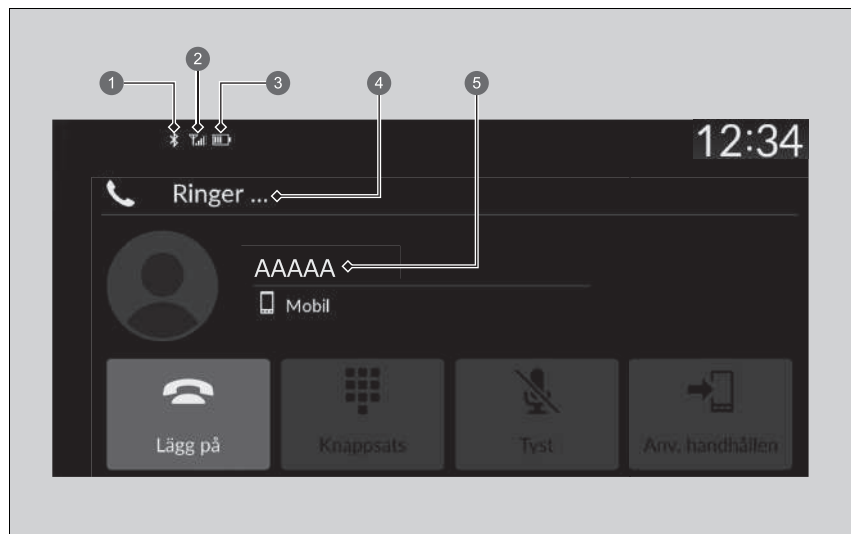 2
1 3 4 5
12:34
Ringer ...
AAAAA
Mobil
Lägg på Knappsats Tyst Anv. handhållen